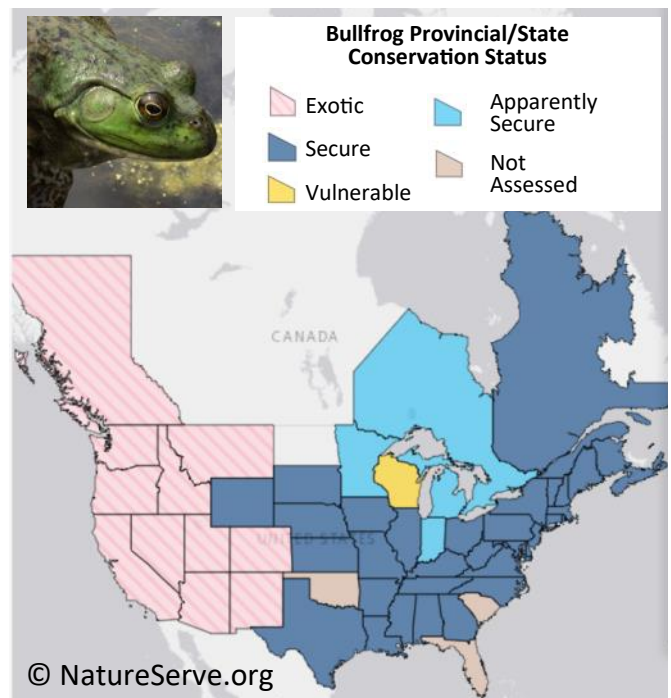 Bullfrog Provincial/State
Conservation Status
Exotic
Secure
Vulnerable
Apparently
Secure
Not
Assessed
CANADA
UNITED STATES
© NatureServe.org